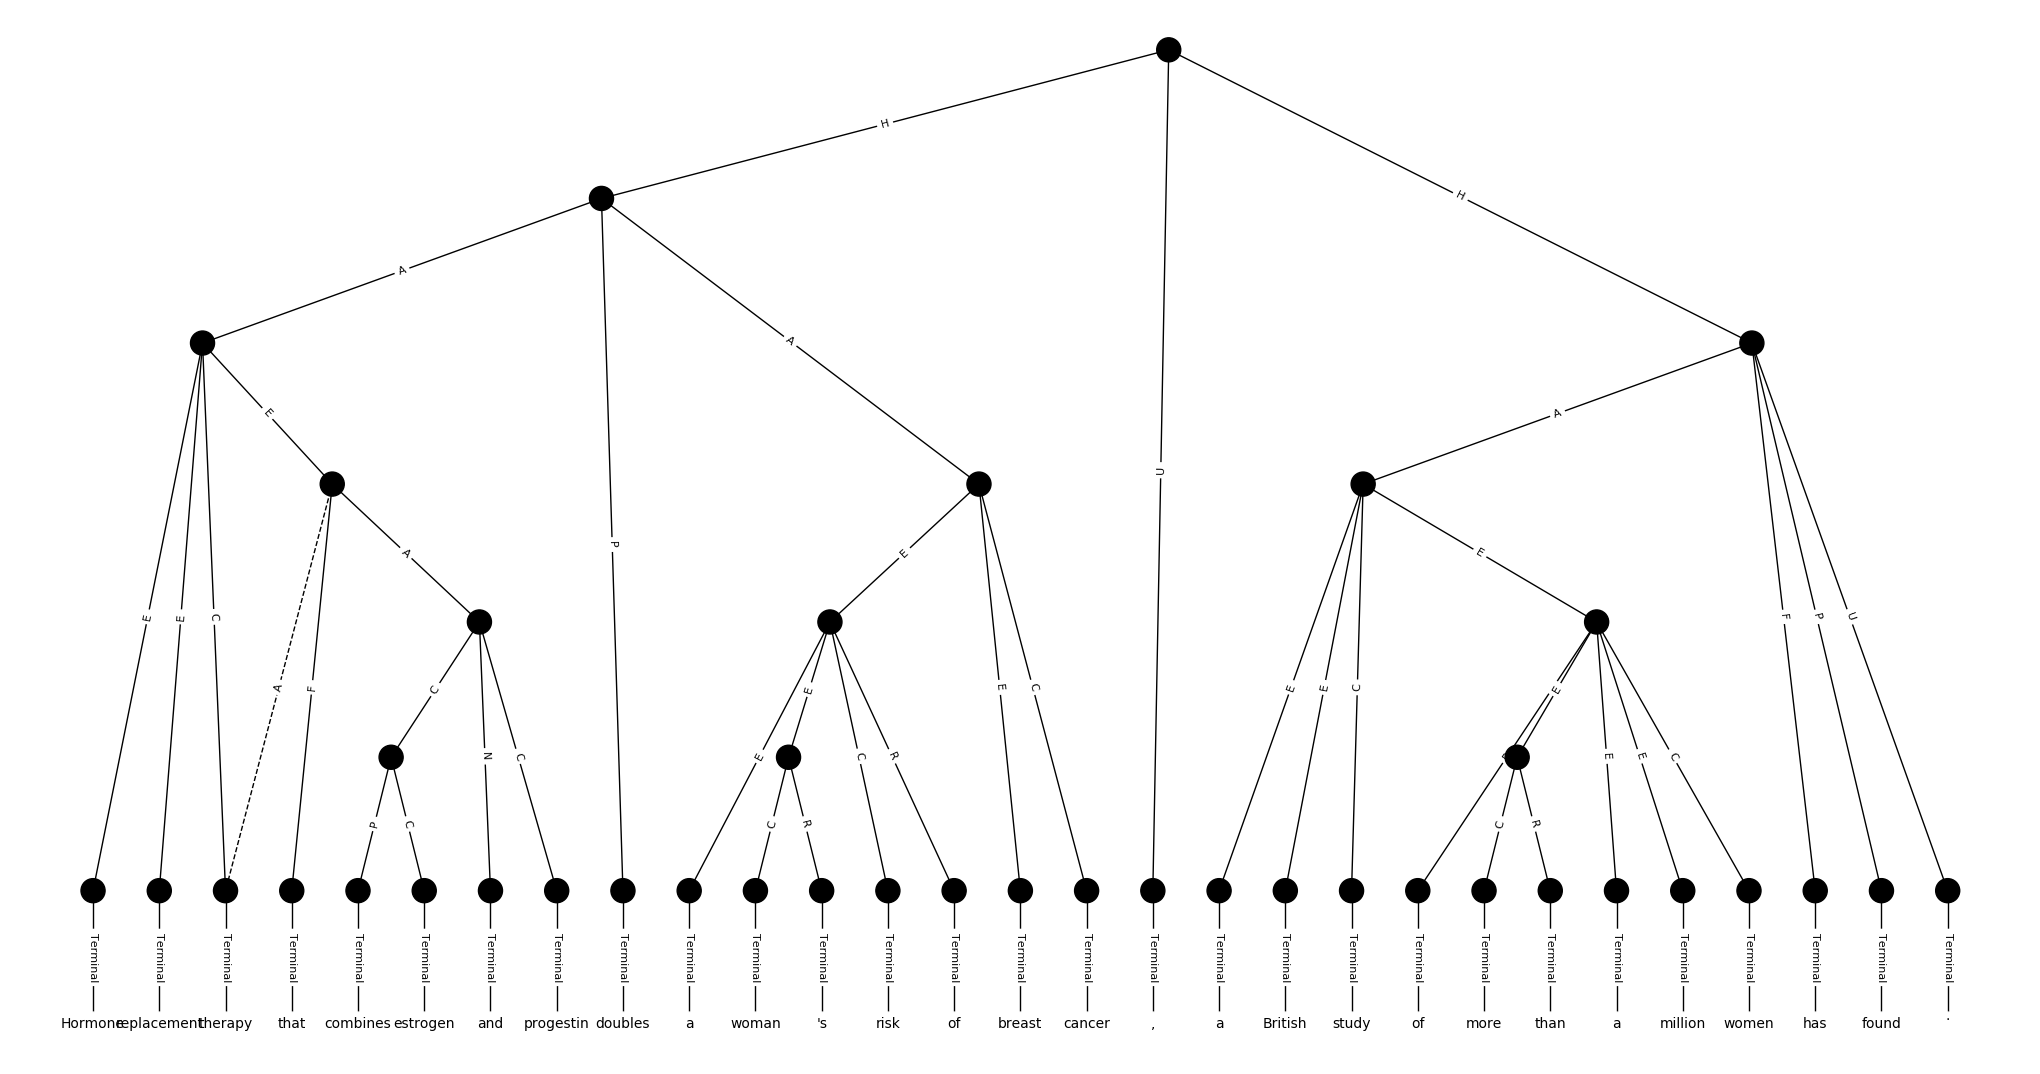 H
H
A
A
E
A
U
E
A
E
E
P
E
E
C
A
F
C
E
E
C
E
E
C
E
F
P
U
N
C
E
C
R
E
E
C
P
C
C
R
C
R
Terminal Terminal Terminal Terminal Terminal Terminal Terminal Terminal Terminal Terminal Terminal Terminal Terminal Terminal Terminal Terminal Terminal Terminal Terminal Terminal Terminal Terminal Terminal Terminal Terminal Terminal Terminal Terminal Terminal
Hormone replacement therapy that combines estrogen and progestin doubles a woman 's risk of breast cancer , a British study of more than a million women has found .